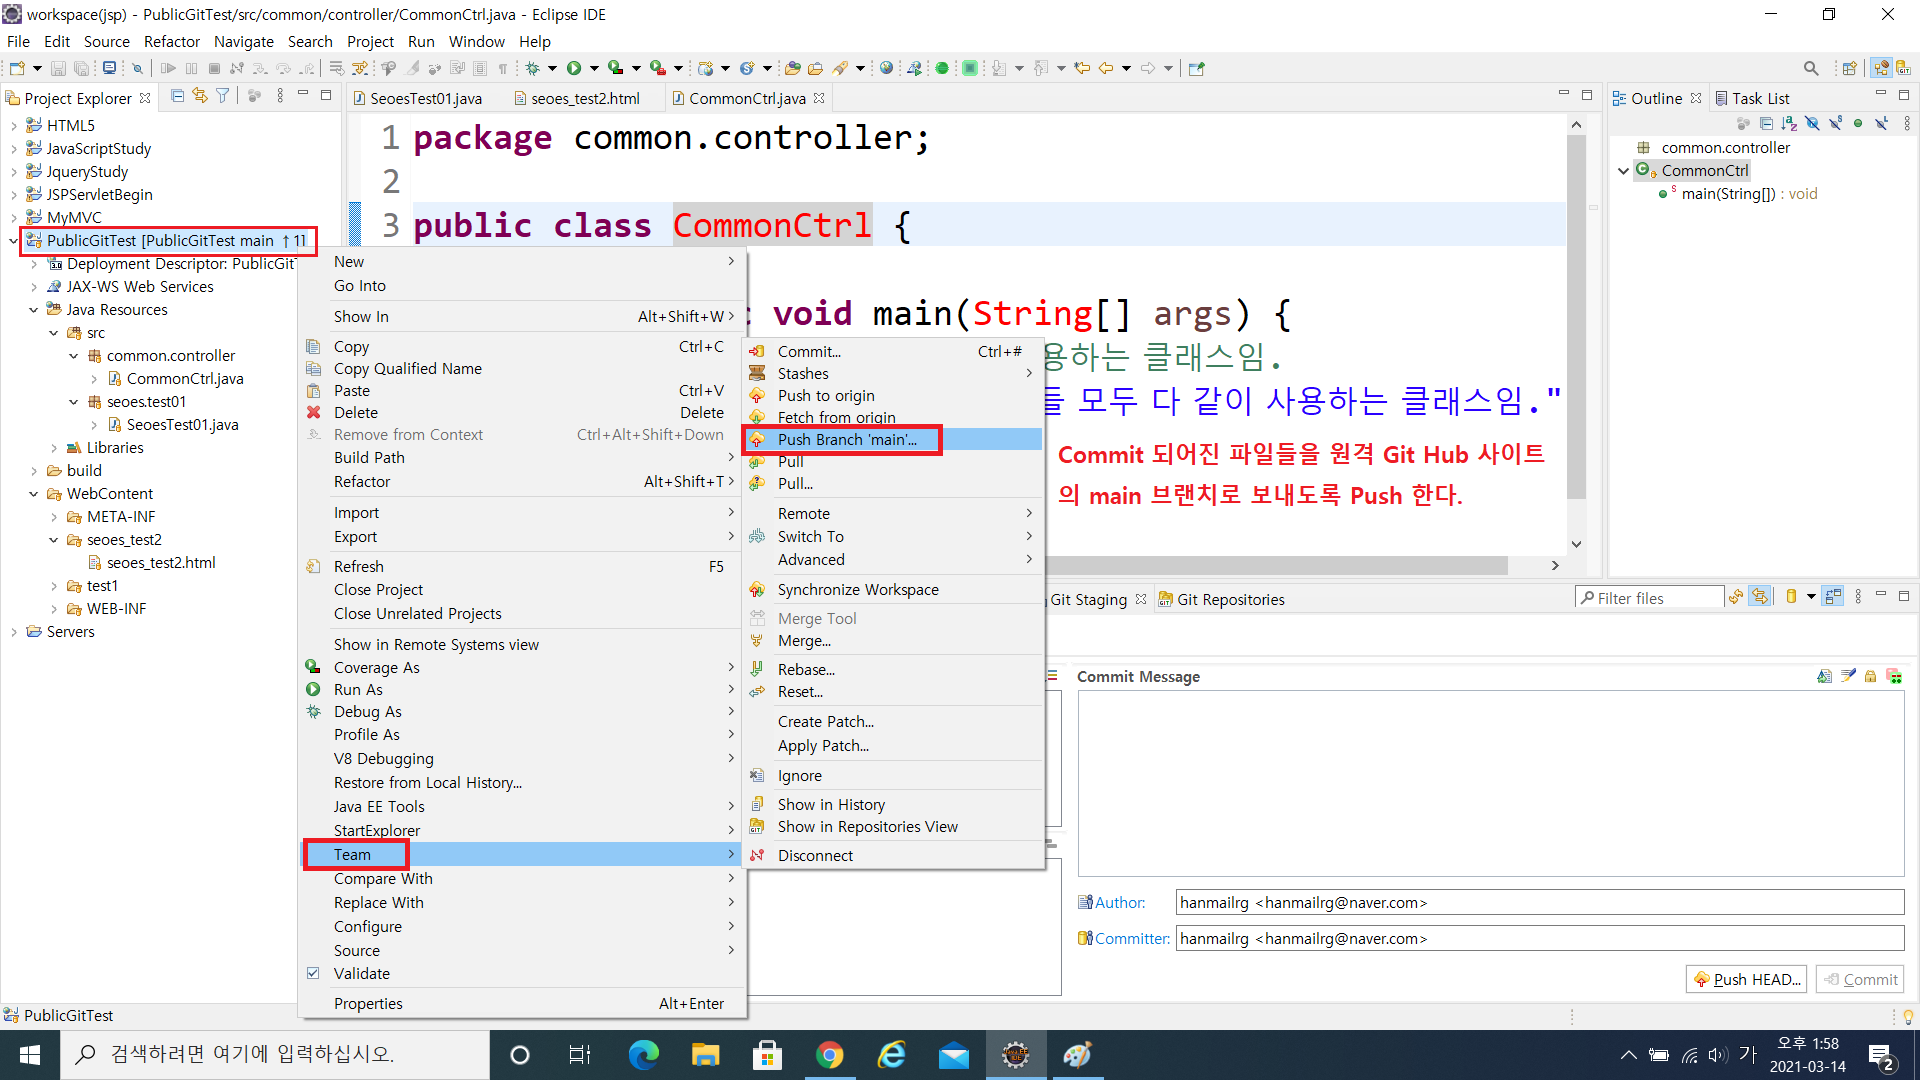 workspace(jsp) - PublicGitTest/src/common/controller/CommonCtrl.java - Eclipse IDE
File Edit Source Refactor Navigate Search Project Run Window Help
Project Explorer
HTML5
JavaScriptStudy
JqueryStudy
JSPServletBegin
MyMVC
PublicGitTest [PublicGitTest main ↑1]
Deployment Descriptor: PublicGitT
JAX-WS Web Services
Java Resources
src
common.controller
CommonCtrl.java
seoes.test01
SeoesTest01.java
Libraries
build
WebContent
META-INF
seoes_test2
seoes_test2.html
test1
WEB-INF
Servers
SeoesTest01.java seoes_test2.html CommonCtrl.java
1 package common.controller;
2
3 public class CommonCtrl {
c void main(String[] args) {
용하는 클래스임.
들 모두 다 같이 사용하는 클래스임."
Commit 되어진 파일들을 원격 Git Hub 사이트
의 main 브랜치로 보내도록 Push 한다.
New
Go Into
Show In Alt+Shift+W
Copy Ctrl+C
Copy Qualified Name
Paste Ctrl+V
Delete Delete
Remove from Context Ctrl+Alt+Shift+Down
Build Path
Refactor Alt+Shift+T
Import
Export
Refresh F5
Close Project
Close Unrelated Projects
Show in Remote Systems view
Coverage As
Run As
Debug As
Profile As
V8 Debugging
Restore from Local History...
Java EE Tools
StartExplorer
Team
Compare With
Replace With
Configure
Source
Validate
Properties Alt+Enter
Commit... Ctrl+#
Stashes
Push to origin
Fetch from origin
Push Branch 'main'...
Pull
Pull...
Remote
Switch To
Advanced
Synchronize Workspace
Merge Tool
Merge...
Rebase...
Reset...
Create Patch...
Apply Patch...
Ignore
Show in History
Show in Repositories View
Disconnect
Outline Task List
common.controller
CommonCtrl
main(String[]) : void
Git Staging Git Repositories
Filter files
Commit Message
Author: hanmailrg <hanmailrg@naver.com>
Committer: hanmailrg <hanmailrg@naver.com>
Push HEAD... Commit
PublicGitTest
검색하려면 여기에 입력하십시오.
가
오후 1:58
2021-03-14
2